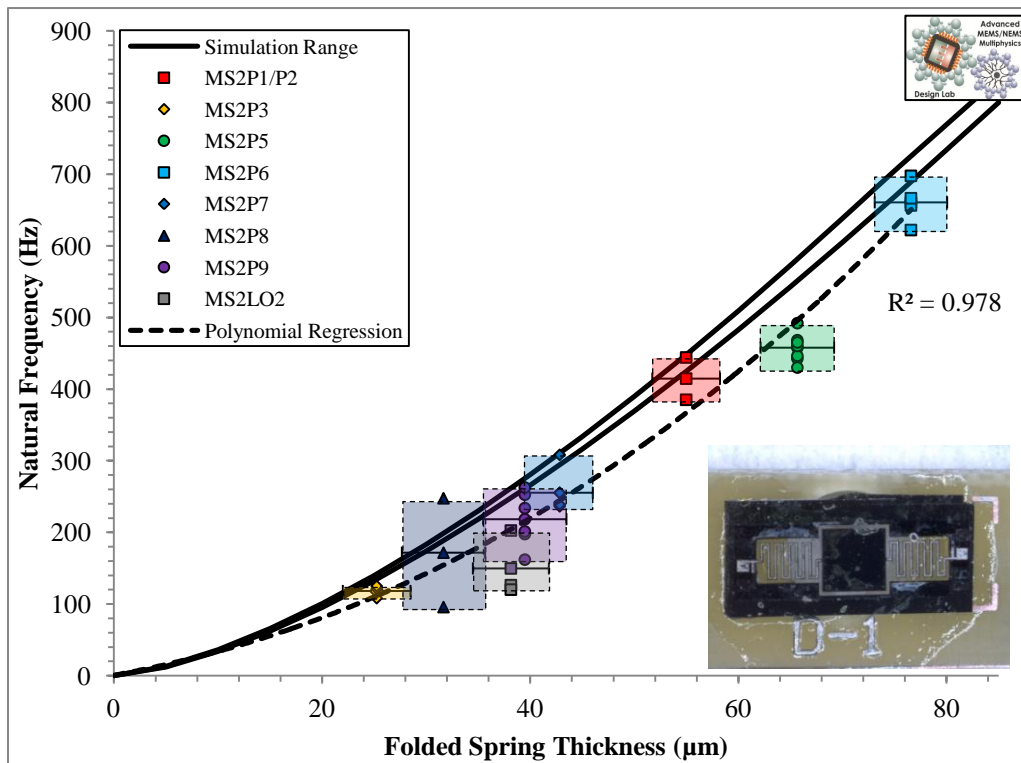 900
800
700
600
500
400
300
200
100
0
Natural Frequency (Hz)
Simulation Range
MS2P1/P2
MS2P3
MS2P5
MS2P6
MS2P7
MS2P8
MS2P9
MS2LO2
Polynomial Regression
Advanced
MEMS/NEMS
Multiphysics
Design Lab
R² = 0.978
D-1
0 20 40 60 80
Folded Spring Thickness (µm)